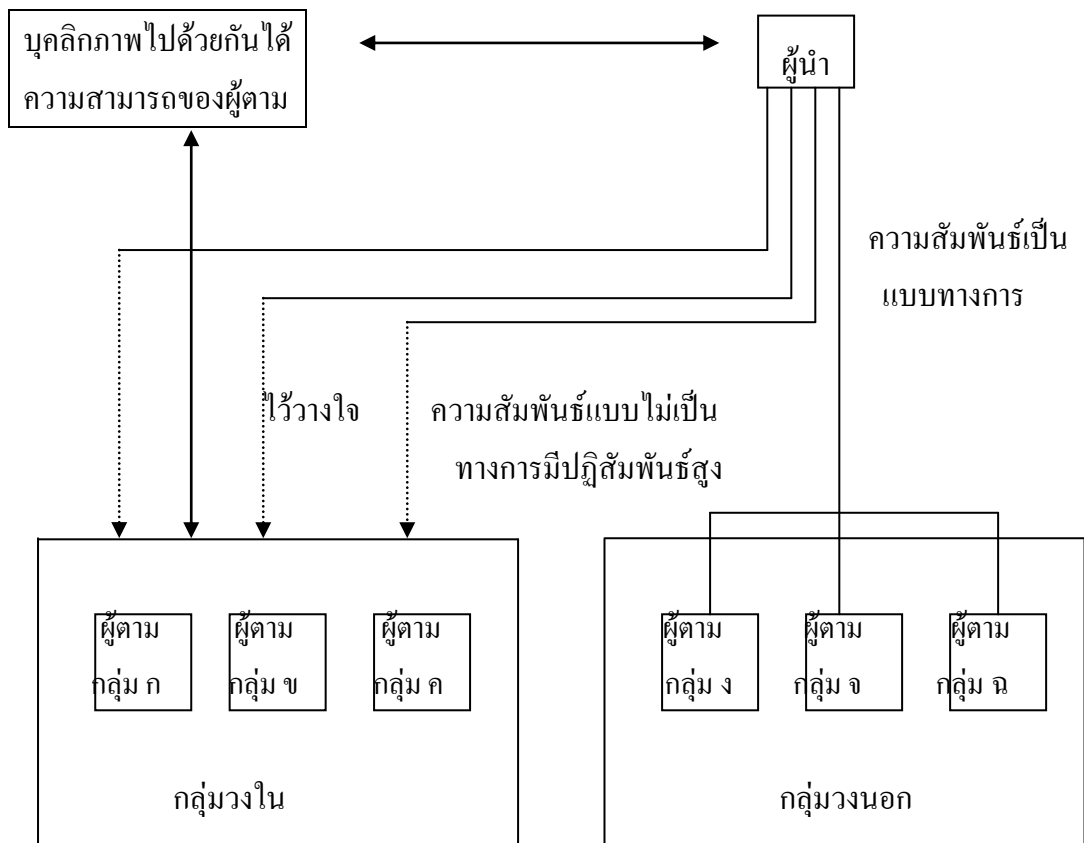 บุคลิกภาพไปด้วยกันได้
ความสามารถของผู้ตาม
ผู้นำ
ความสัมพันธ์เป็น
แบบทางการ
ไว้วางใจ
ความสัมพันธ์แบบไม่เป็น
ทางการมีปฏิสัมพันธ์สูง
ผู้ตาม
กลุ่ม ก
ผู้ตาม
กลุ่ม ข
ผู้ตาม
กลุ่ม ค
ผู้ตาม
กลุ่ม ง
ผู้ตาม
กลุ่ม จ
ผู้ตาม
กลุ่ม ฉ
กลุ่มวงใน
กลุ่มวงนอก